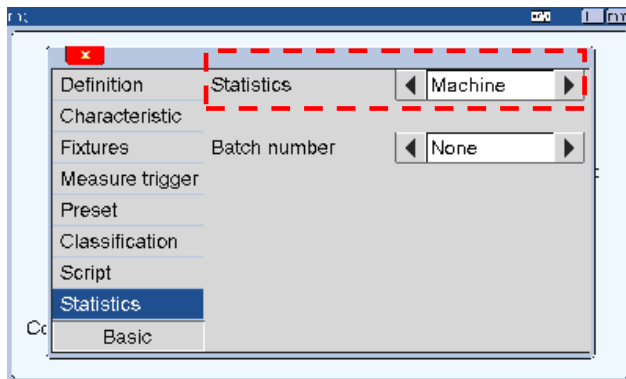 Definition
Statistics
Machine
Characteristic
Fixtures
Batch number
None
Measure trigger
Preset
Classification
Script
Statistics
Basic